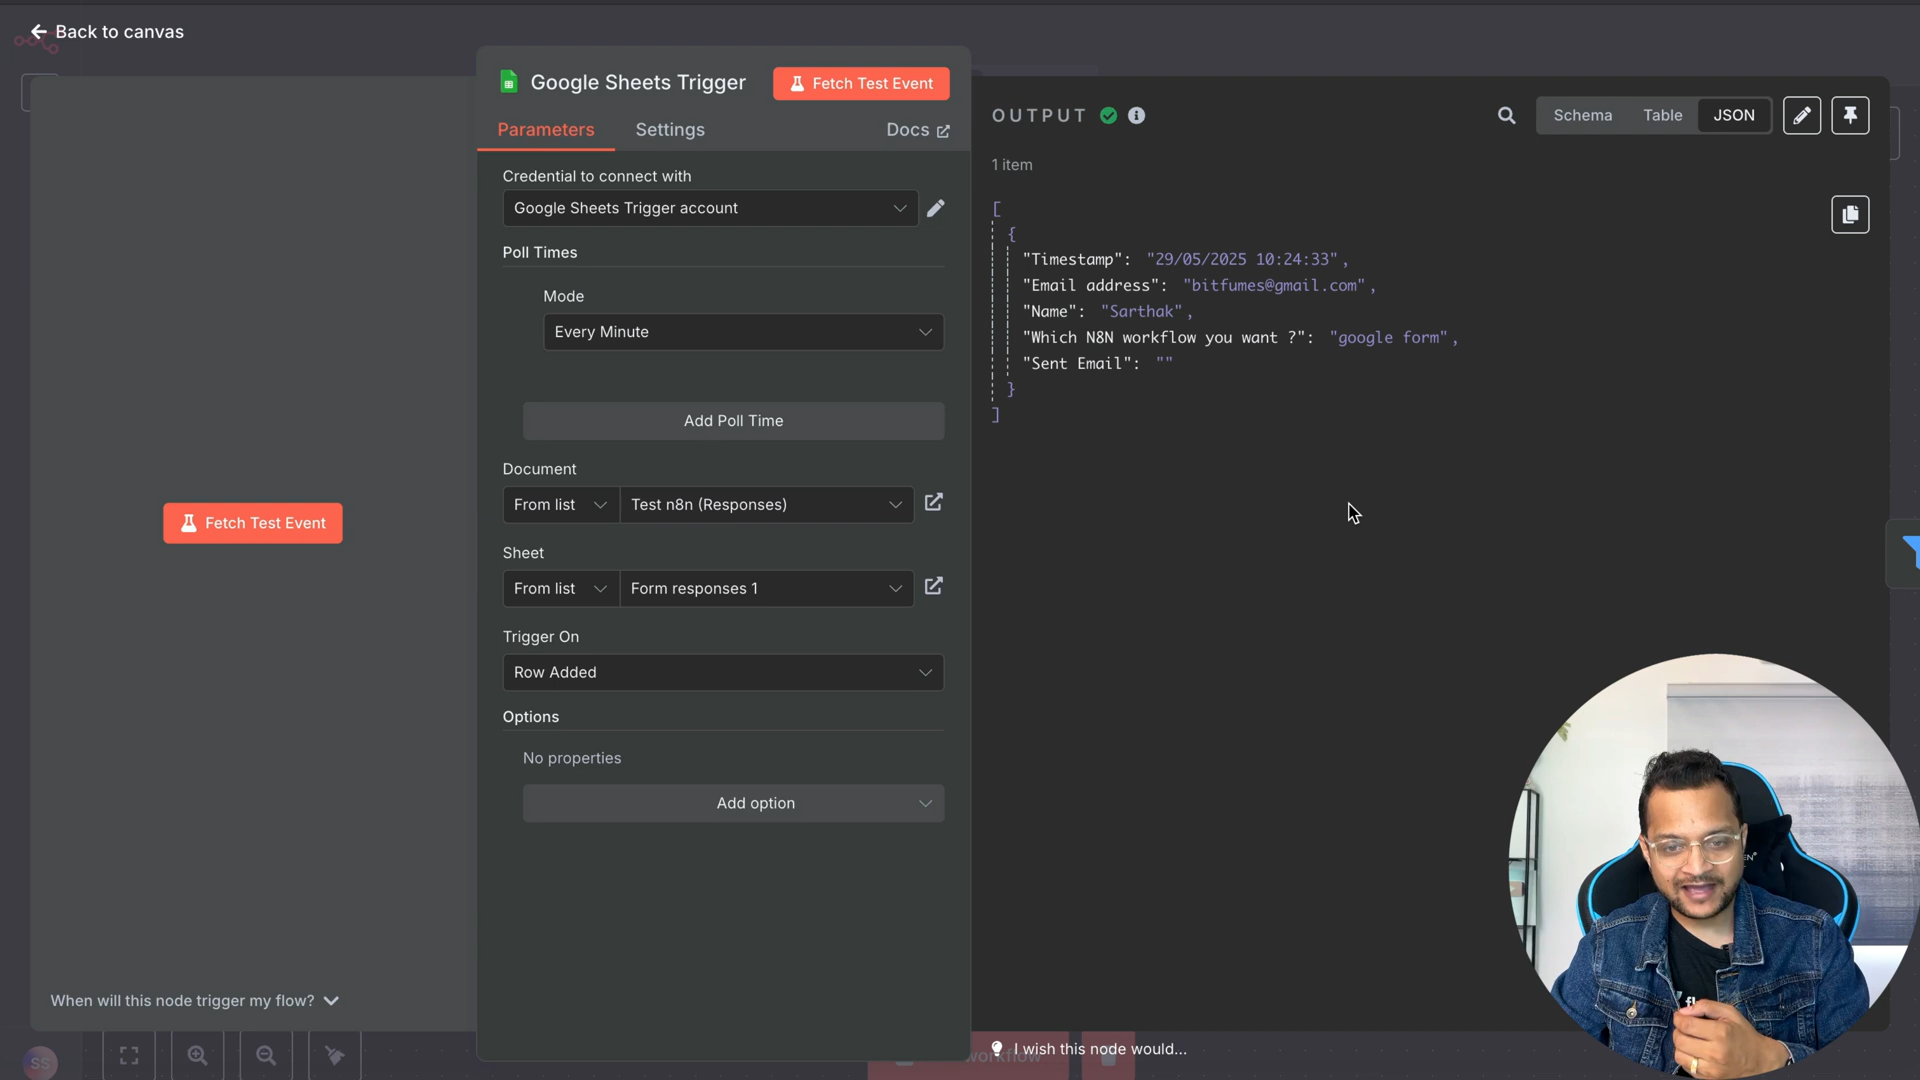 Back to canvas
Google Sheets Trigger
Fetch Test Event
Parameters
Settings
Docs
Credential to connect with
Google Sheets Trigger account
Poll Times
Mode
Every Minute
Add Poll Time
Document
From list
Test n8n (Responses)
Sheet
From list
Form responses 1
Trigger On
Row Added
Options
No properties
Add option
Fetch Test Event
When will this node trigger my flow?
SS
OUTPUT
Schema
Table
JSON
1 item
[
{
"Timestamp": "29/05/2025 10:24:33",
"Email address": "bitfumes@gmail.com",
"Name": "Sarthak",
"Which N8N workflow you want ?": "google form",
"Sent Email": ""
}
]
I wish this node would...